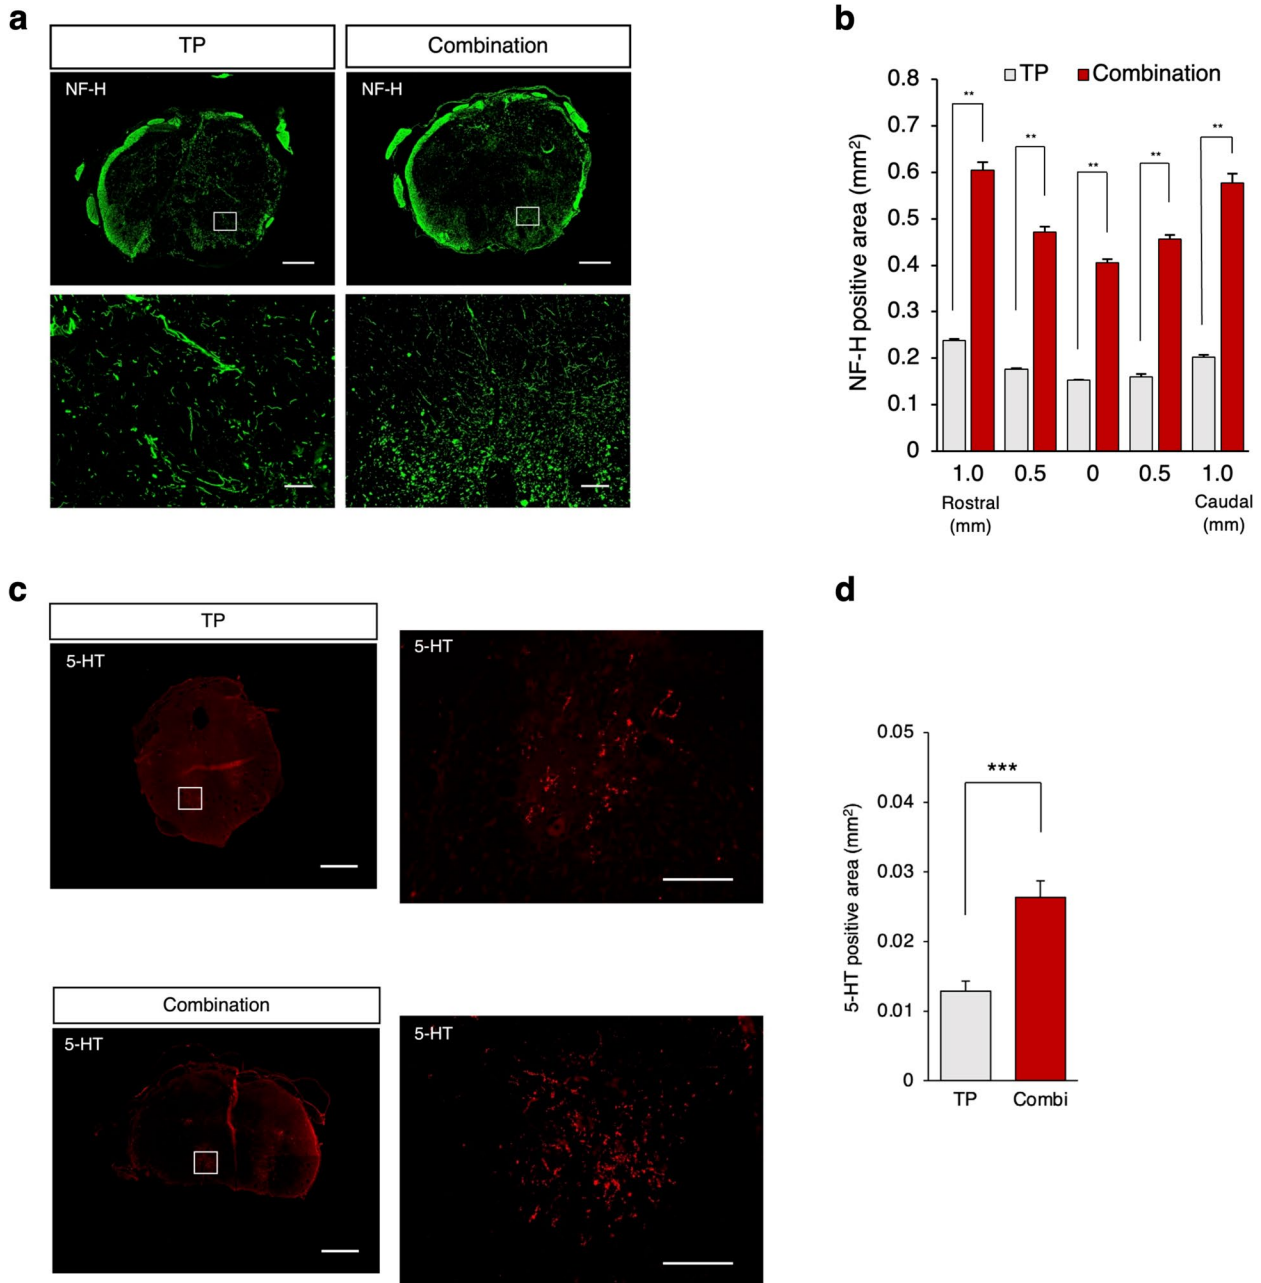 a
TP
Combination
NF-H
NF-H
b
TP Combination
NF-H positive area (mm²)
0.8
0.7
0.6
0.5
0.4
0.3
0.2
0.1
0
**
**
**
**
**
1.0 0.5 0 0.5 1.0
Rostral Caudal
(mm) (mm)
c
TP
5-HT
5-HT
Combination
5-HT
5-HT
d
5-HT positive area (mm²)
0.05
0.04
0.03
0.02
0.01
0
***
TP Combi